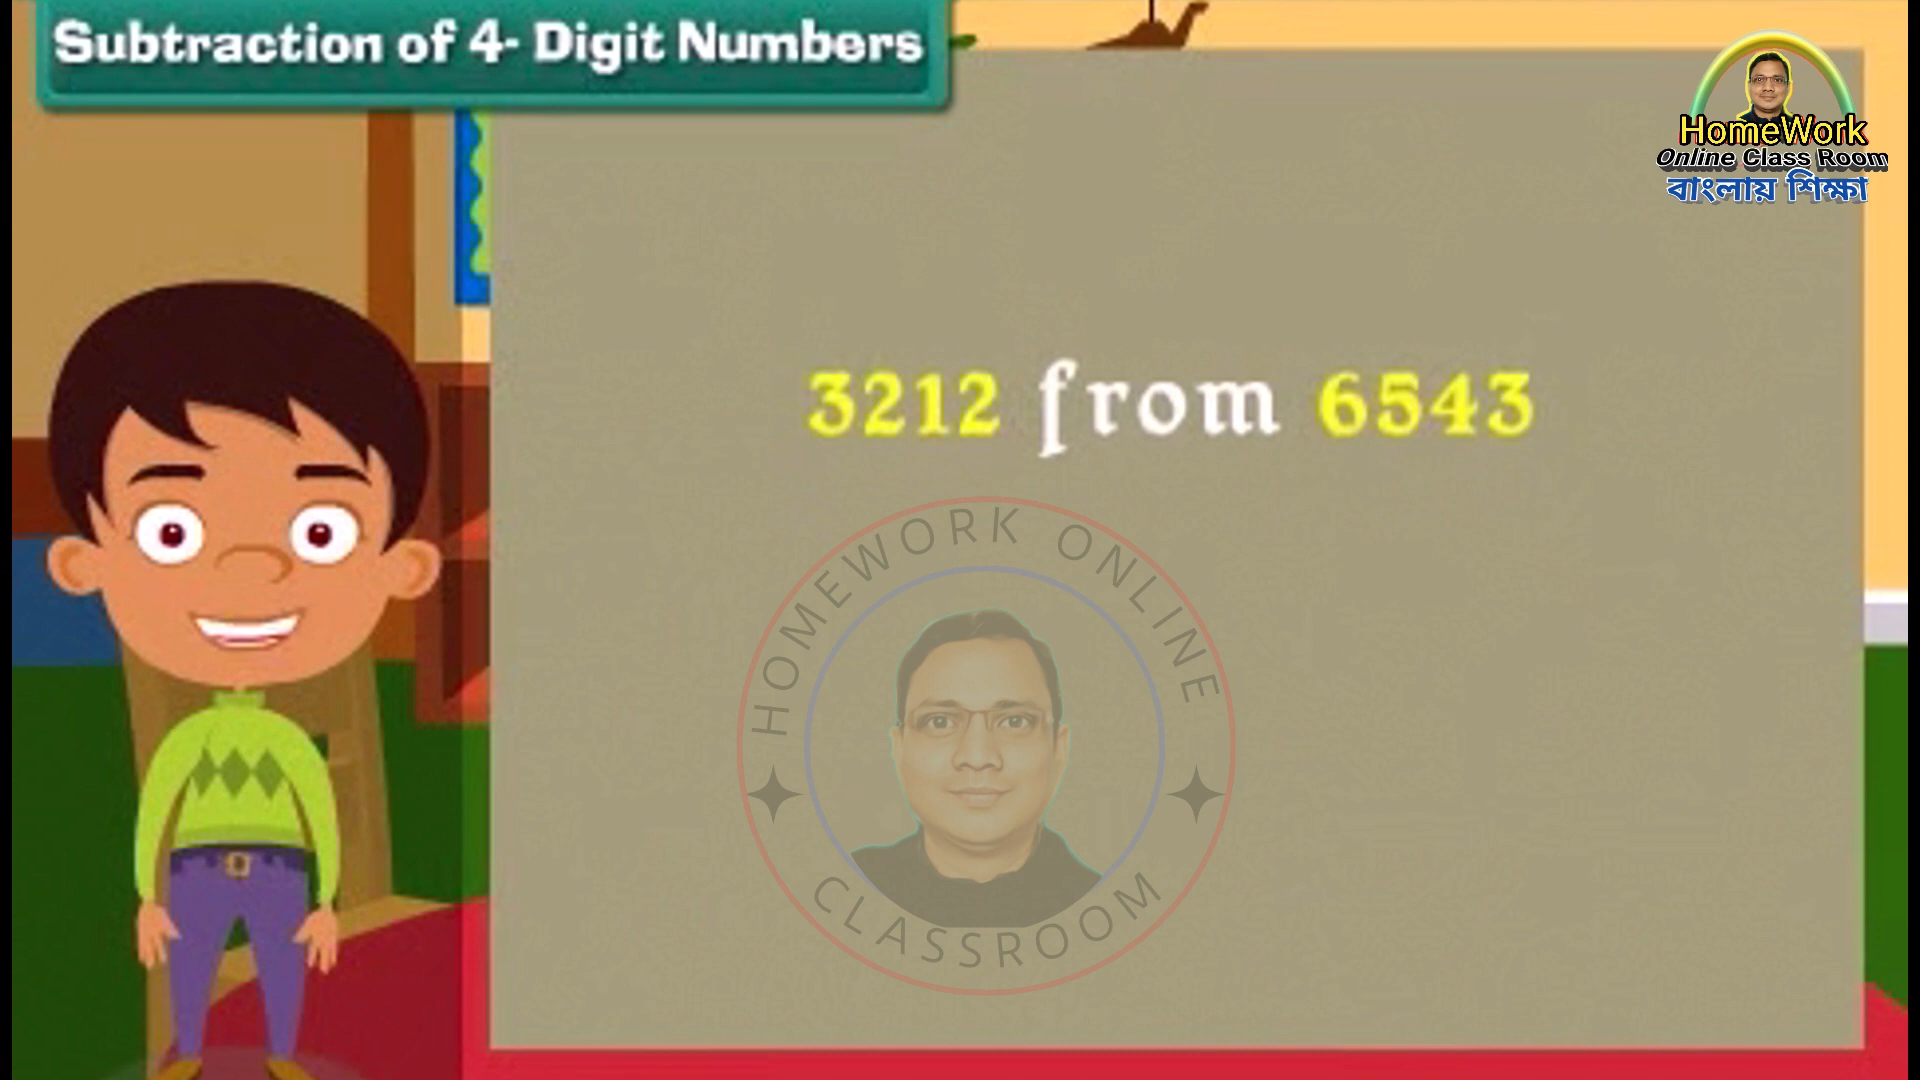 Subtraction of 4- Digit Numbers
HomeWork
Online Class Room
বাংলায় শিক্ষা
3212 from 6543
HOMEWORK ONLINE
CLASSROOM